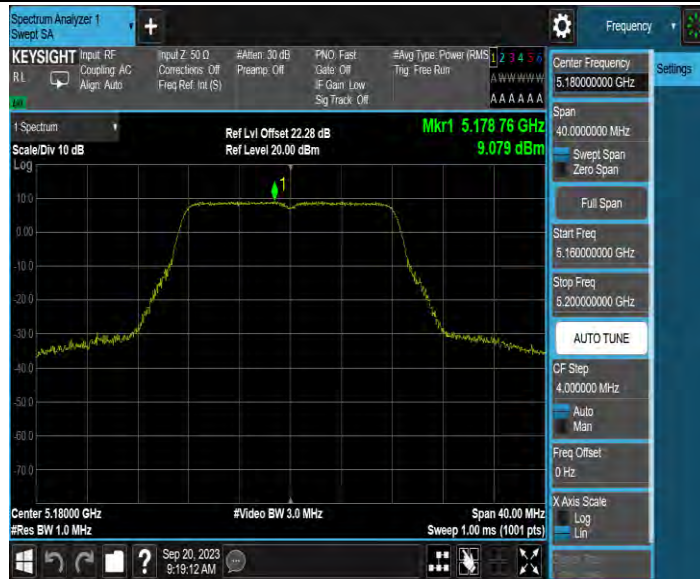 Spectrum Analyzer 1
Swept SA
Frequency
KEYSIGHT
RL
Input: RF
Coupling: AC
Align: Auto
Input Z: 50 Ω
Corrections: Off
Freq Ref: Int (S)
#Atten: 30 dB
Preamp: Off
PNO: Fast
Gate: Off
IF Gain: Low
Sig Track: Off
#Avg Type: Power (RMS
Trig: Free Run
1 2 3 4 5 6
A W W W W W
A A A A A A
1 Spectrum
Scale/Div 10 dB
Ref Lvl Offset 22.28 dB
Ref Level 20.00 dBm
Mkr1 5.178 76 GHz
9.079 dBm
Log
1
10.0
0.00
-10.0
-20.0
-30.0
-40.0
-50.0
-60.0
-70.0
Center 5.18000 GHz
#Res BW 1.0 MHz
#Video BW 3.0 MHz
Span 40.00 MHz
Sweep 1.00 ms (1001 pts)
Center Frequency
5.180000000 GHz
Settings
Span
40.0000000 MHz
Swept Span
Zero Span
Full Span
Start Freq
5.160000000 GHz
Stop Freq
5.200000000 GHz
AUTO TUNE
CF Step
4.000000 MHz
Auto
Man
Freq Offset
0 Hz
X Axis Scale
Log
Lin
Sep 20, 2023
9:19:12 AM